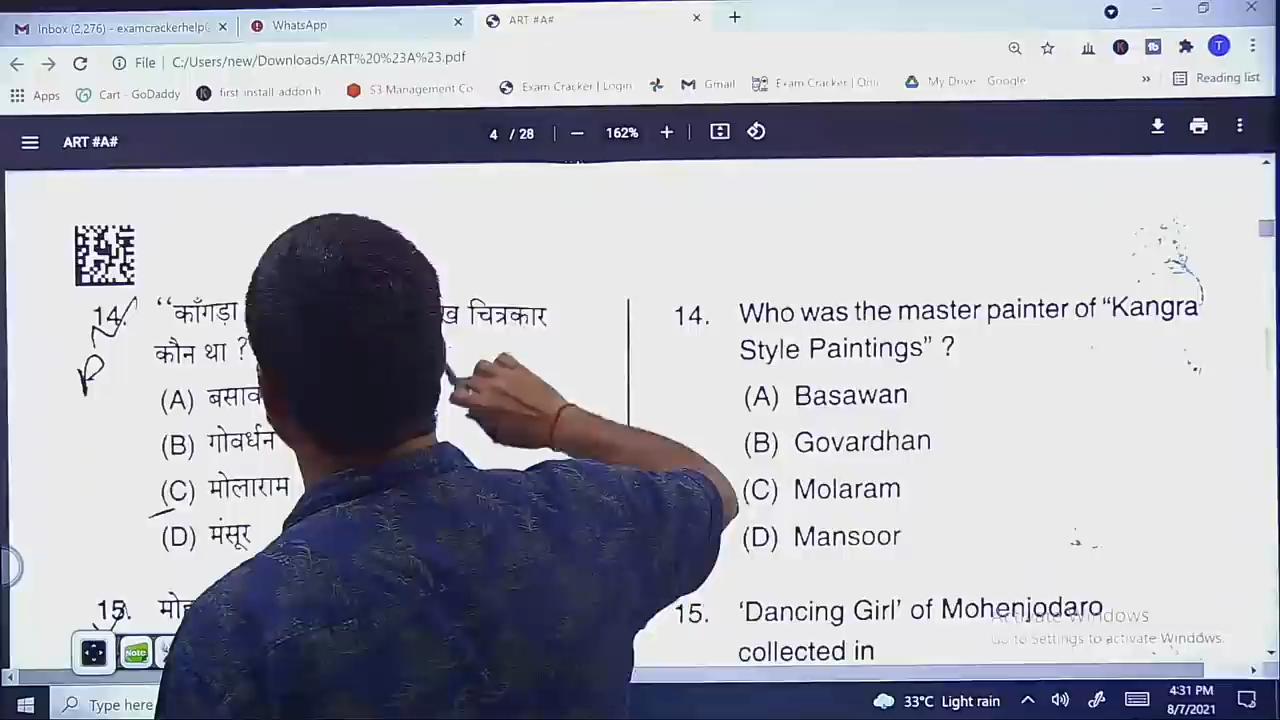 Inbox (2,276) - examcrackerhelp@
WhatsApp
ART #A#
File
C:/Users/new/Downloads/ART%20%23A%23.pdf
Apps
Cart - GoDaddy
first install addon h
S3 Management Co
Exam Cracker | Login
Gmail
Exam Cracker | Onli
My Drive - Google
Reading list
ART #A#
4 / 28
162%
14.
"काँगड़ा
चित्रकार
कौन था ?
(A)
(B) गोवर्धन
(C) मोलाराम
(D) मंसूर
15.
14. Who was the master painter of "Kangra
Style Paintings" ?
(A) Basawan
(B) Govardhan
(C) Molaram
(D) Mansoor
15. 'Dancing Girl' of Mohenjodaro
collected in
Activate Windows
Go to Settings to activate Windows.
Note
Type here
33°C Light rain
4:31 PM
8/7/2021